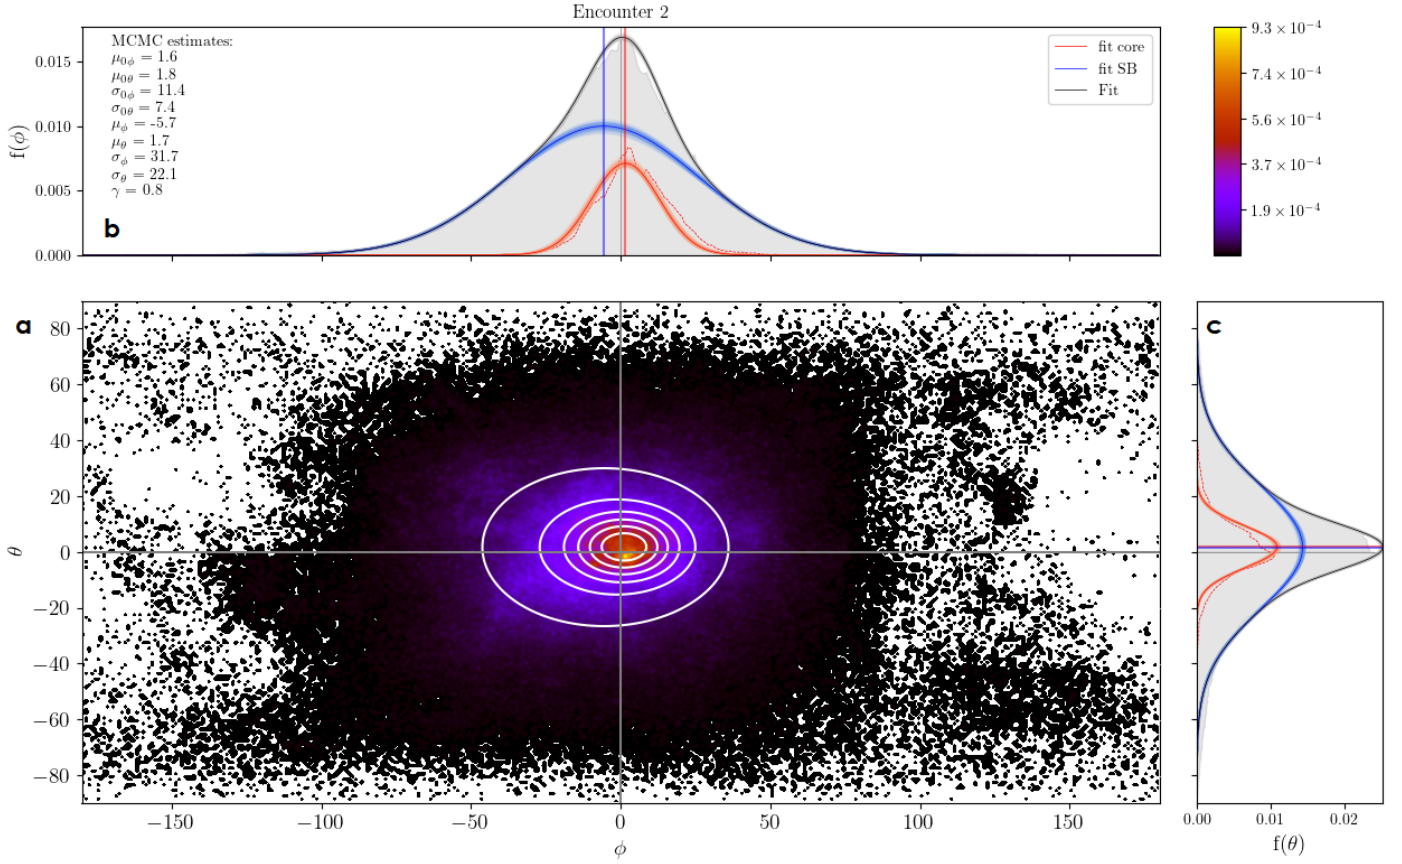 Encounter 2
MCMC estimates:
μ₀ϕ = 1.6
μ₀θ = 1.8
σ₀ϕ = 11.4
σ₀θ = 7.4
μϕ = -5.7
μθ = 1.7
σϕ = 31.7
σθ = 22.1
γ = 0.8
fit core
fit SB
Fit
f(ϕ)
0.015
0.010
0.005
0.000
b
9.3 × 10⁻⁴
7.4 × 10⁻⁴
5.6 × 10⁻⁴
3.7 × 10⁻⁴
1.9 × 10⁻⁴
a
θ
80
60
40
20
0
−20
−40
−60
−80
−150
−100
−50
0
50
100
150
ϕ
c
0.00
0.01
0.02
f(θ)